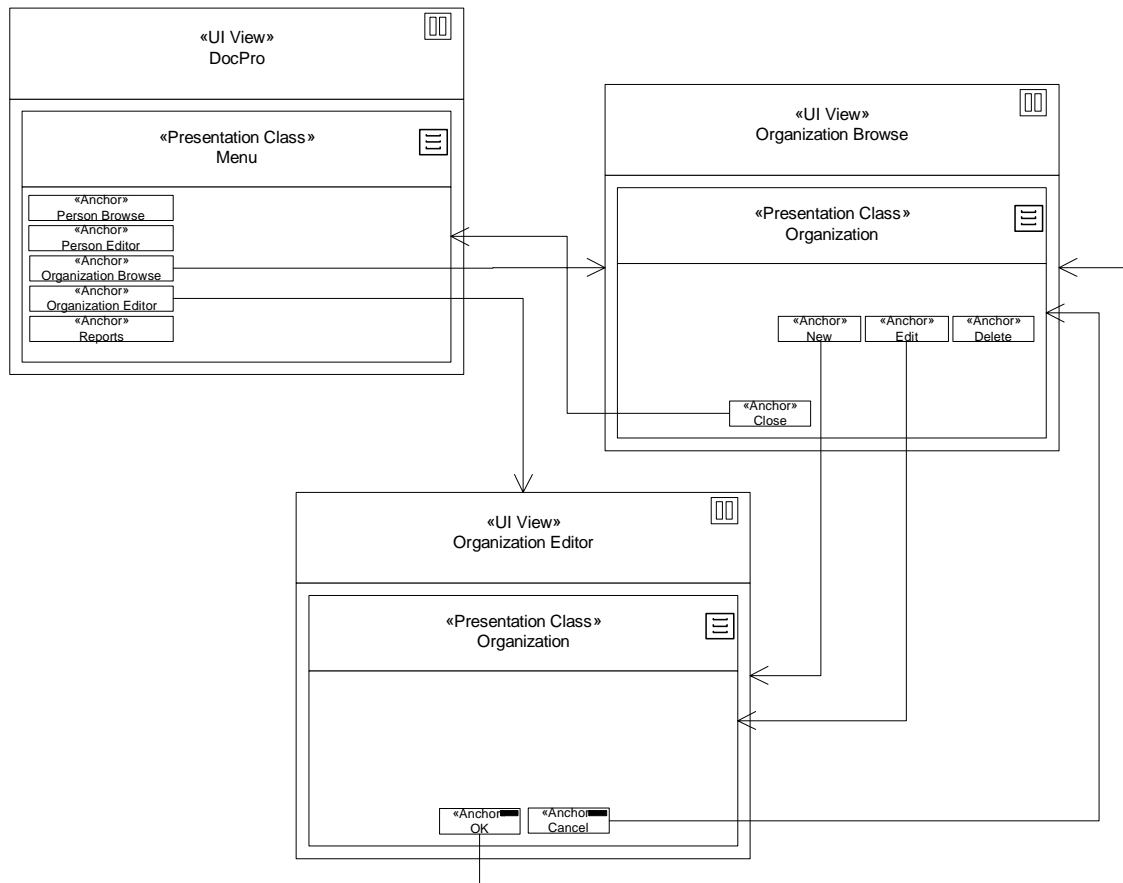 «UI View»
DocPro
«Presentation Class»
Menu
«Anchor»
Person Browse
«Anchor»
Person Editor
«Anchor»
Organization Browse
«Anchor»
Organization Editor
«Anchor»
Reports
«UI View»
Organization Browse
«Presentation Class»
Organization
«Anchor»
New
«Anchor»
Edit
«Anchor»
Delete
«Anchor»
Close
«UI View»
Organization Editor
«Presentation Class»
Organization
«Anchor
OK
«Anchor
Cancel